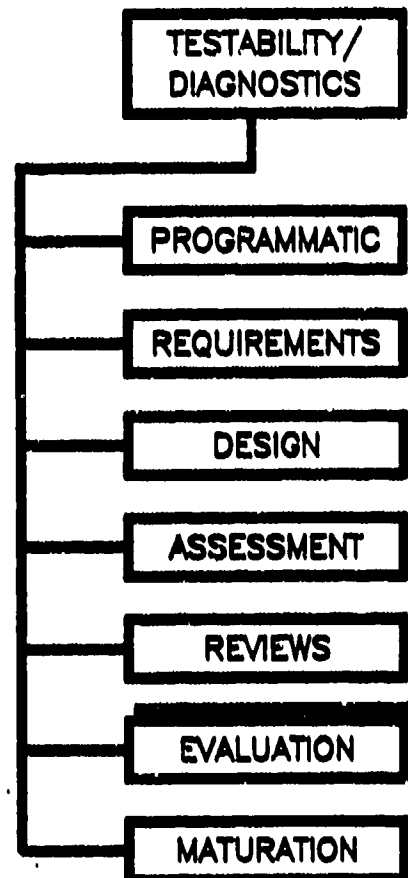 TESTABILITY/
DIAGNOSTICS
PROGRAMMATIC
REQUIREMENTS
DESIGN
ASSESSMENT
REVIEWS
EVALUATION
MATURATION